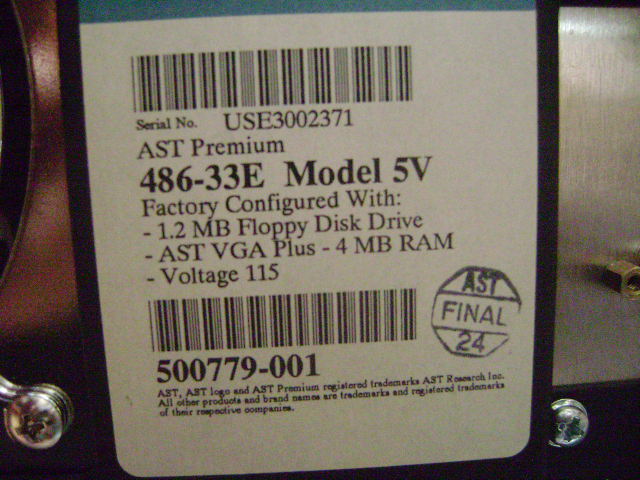 Serial No. USE3002371
AST Premium
486-33E Model 5V
Factory Configured With:
- 1.2 MB Floppy Disk Drive
- AST VGA Plus - 4 MB RAM
- Voltage 115
AST
FINAL
24
500779-001
AST, AST logo and AST Premium registered trademarks AST Research Inc.
All other products and brand names are trademarks and registered trademarks
of their respective companies.